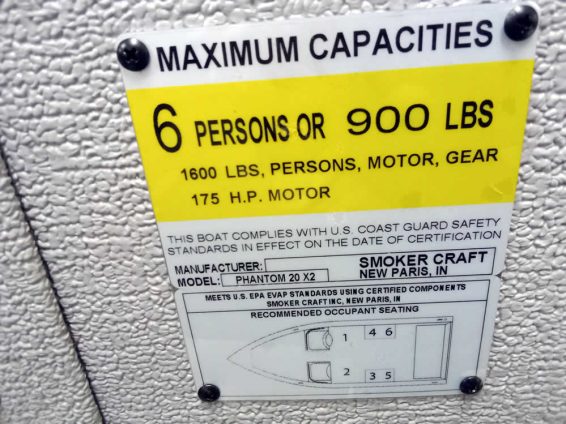 MAXIMUM CAPACITIES
6 PERSONS OR 900 LBS
1600 LBS, PERSONS, MOTOR, GEAR
175 H.P. MOTOR
THIS BOAT COMPLIES WITH U.S. COAST GUARD SAFETY
STANDARDS IN EFFECT ON THE DATE OF CERTIFICATION
MANUFACTURER: SMOKER CRAFT
NEW PARIS, IN
MODEL: PHANTOM 20 X2
MEETS U.S. EPA EVAP STANDARDS USING CERTIFIED COMPONENTS
SMOKER CRAFT INC, NEW PARIS, IN
RECOMMENDED OCCUPANT SEATING
1 4 6
2 3 5